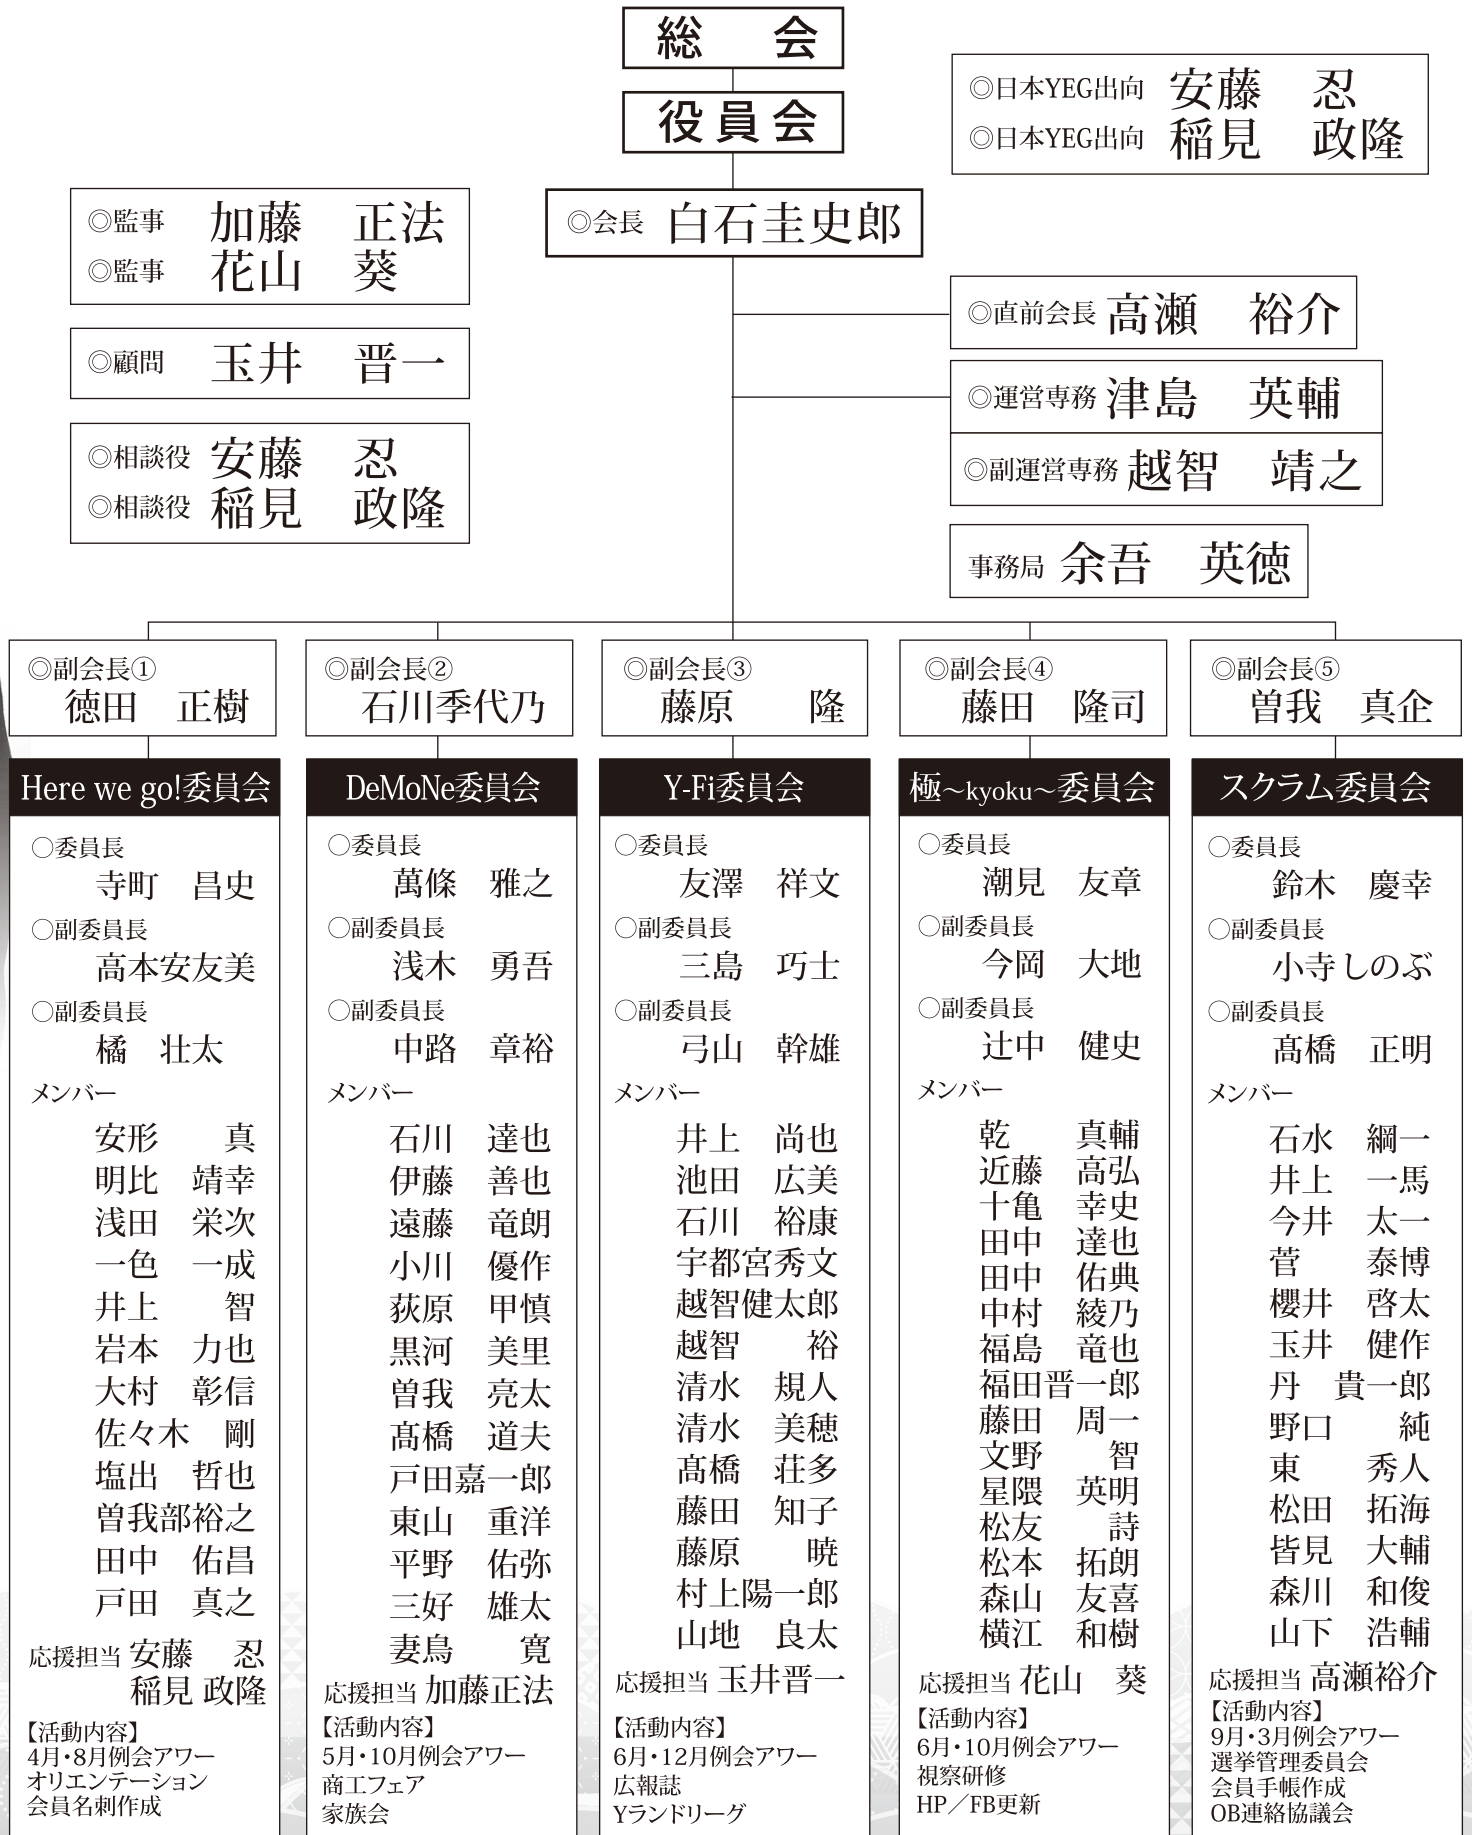 総　会
役員会
◎日本YEG出向 安藤　忍
◎日本YEG出向 稲見　政隆
◎監事 加藤　正法
◎監事 花山　葵
◎会長 白石圭史郎
◎顧問 玉井　晋一
◎相談役 安藤　忍
◎相談役 稲見　政隆
◎直前会長 高瀬　裕介
◎運営専務 津島　英輔
◎副運営専務 越智　靖之
事務局 余吾　英徳
◎副会長①
徳田　正樹
Here we go!委員会
○委員長
寺町　昌史
○副委員長
高本安友美
○副委員長
橘　壮太
メンバー
安形　真
明比　靖幸
浅田　栄次
一色　一成
井上　智
岩本　力也
大村　彰信
佐々木　剛
塩出　哲也
曽我部裕之
田中　佑昌
戸田　真之
応援担当 安藤　忍
稲見 政隆
【活動内容】
4月・8月例会アワー
オリエンテーション
会員名刺作成
◎副会長②
石川季代乃
DeMoNe委員会
○委員長
萬條　雅之
○副委員長
浅木　勇吾
○副委員長
中路　章裕
メンバー
石川　達也
伊藤　善也
遠藤　竜朗
小川　優作
荻原　甲慎
黒河　美里
曽我　亮太
髙橋　道夫
戸田嘉一郎
東山　重洋
平野　佑弥
三好　雄太
妻鳥　寛
応援担当 加藤正法
【活動内容】
5月・10月例会アワー
商工フェア
家族会
◎副会長③
藤原　隆
Y-Fi委員会
○委員長
友澤　祥文
○副委員長
三島　巧士
○副委員長
弓山　幹雄
メンバー
井上　尚也
池田　広美
石川　裕康
宇都宮秀文
越智健太郎
越智　裕
清水　規人
清水　美穂
髙橋　荘多
藤田　知子
藤原　暁
村上陽一郎
山地　良太
応援担当 玉井晋一
【活動内容】
6月・12月例会アワー
広報誌
Yランドリーグ
◎副会長④
藤田　隆司
極〜kyoku〜委員会
○委員長
潮見　友章
○副委員長
今岡　大地
○副委員長
辻中　健史
メンバー
乾　真輔
近藤　高弘
十亀　幸史
田中　達也
田中　佑典
中村　綾乃
福島　竜也
福田晋一郎
藤田　周一
文野　智
星隈　英明
松友　詩
松本　拓朗
森山　友喜
横江　和樹
応援担当 花山　葵
【活動内容】
6月・10月例会アワー
視察研修
HP／FB更新
◎副会長⑤
曽我　真企
スクラム委員会
○委員長
鈴木　慶幸
○副委員長
小寺しのぶ
○副委員長
髙橋　正明
メンバー
石水　綱一
井上　一馬
今井　太一
菅　泰博
櫻井　啓太
玉井　健作
丹　貴一郎
野口　純
東　秀人
松田　拓海
皆見　大輔
森川　和俊
山下　浩輔
応援担当 高瀬裕介
【活動内容】
9月・3月例会アワー
選挙管理委員会
会員手帳作成
OB連絡協議会